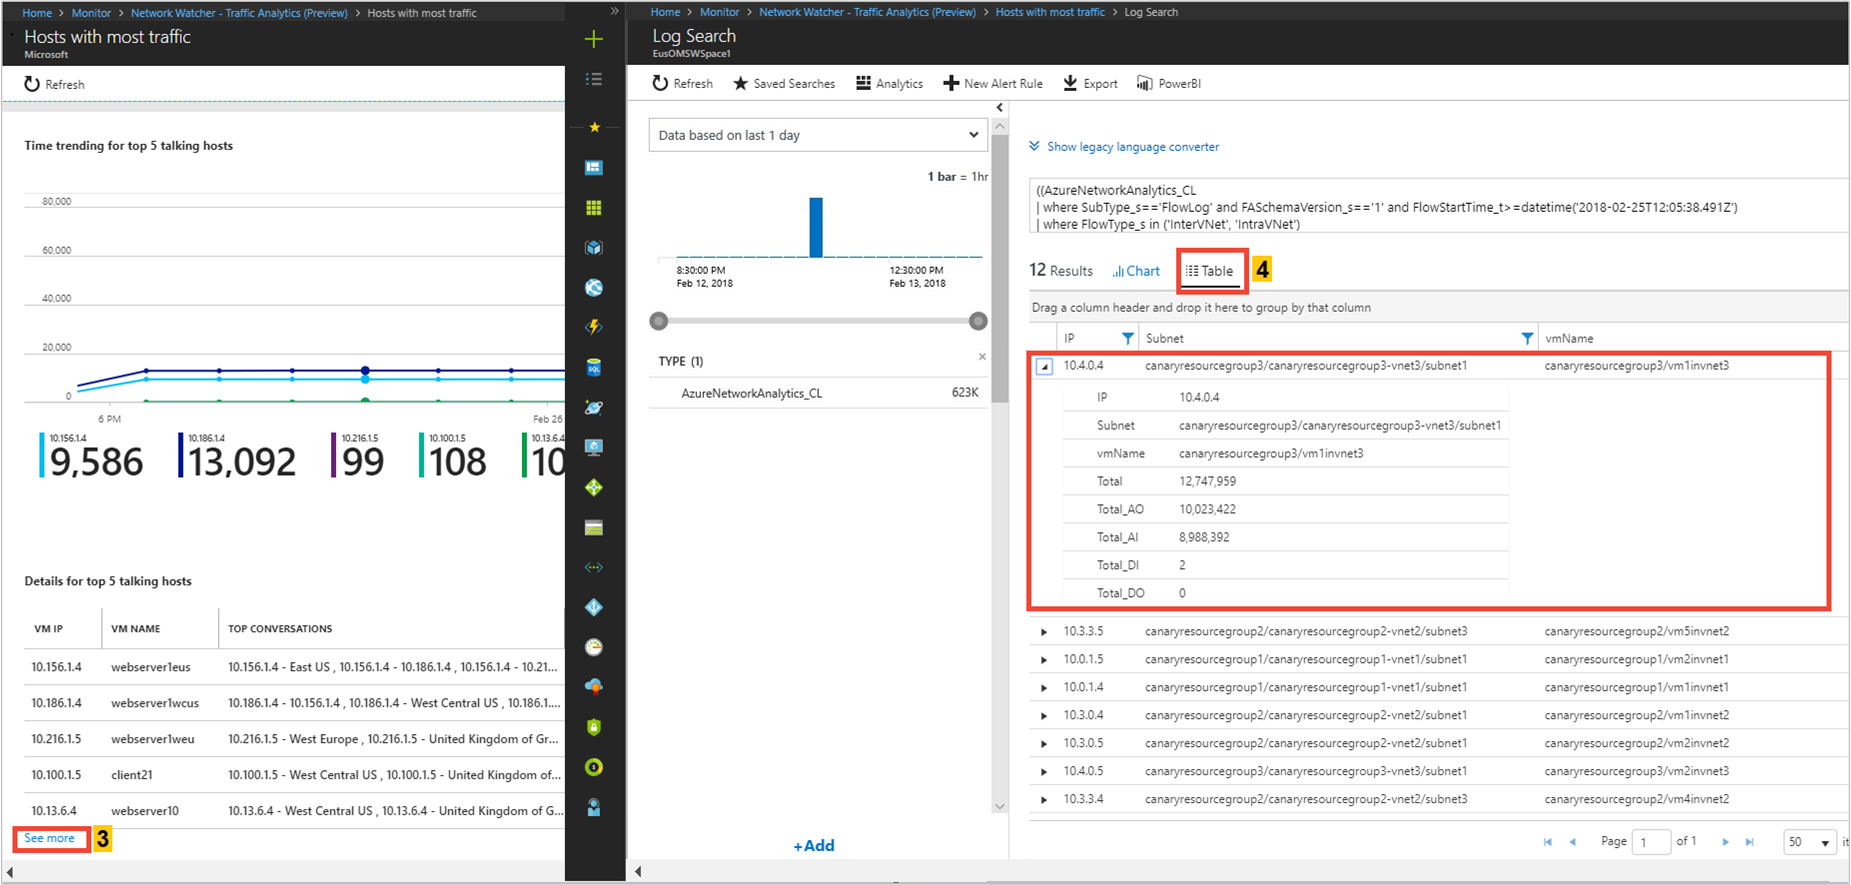 Home > Monitor > Network Watcher - Traffic Analytics (Preview) > Hosts with most traffic
Hosts with most traffic
Microsoft
Refresh
Time trending for top 5 talking hosts
80,000
60,000
40,000
20,000
0
6 PM
Feb 26
10.156.1.4
9,586
10.186.1.4
13,092
10.216.1.5
99
10.100.1.5
108
10.13.6.4
10
Details for top 5 talking hosts
VM IP VM NAME TOP CONVERSATIONS
10.156.1.4 webserver1eus 10.156.1.4 - East US , 10.156.1.4 - 10.186.1.4 , 10.156.1.4 - 10.21...
10.186.1.4 webserver1wcus 10.186.1.4 - 10.156.1.4 , 10.186.1.4 - West Central US , 10.186.1....
10.216.1.5 webserver1weu 10.216.1.5 - West Europe , 10.216.1.5 - United Kingdom of Gr...
10.100.1.5 client21 10.100.1.5 - West Central US , 10.100.1.5 - United Kingdom of...
10.13.6.4 webserver10 10.13.6.4 - West Central US , 10.13.6.4 - United Kingdom of G...
See more 3
SQL
Home > Monitor > Network Watcher - Traffic Analytics (Preview) > Hosts with most traffic > Log Search
Log Search
EusOMSWSpace1
Refresh Saved Searches Analytics New Alert Rule Export PowerBI
Data based on last 1 day
1 bar = 1hr
8:30:00 PM
Feb 12, 2018
12:30:00 PM
Feb 13, 2018
TYPE (1)
AzureNetworkAnalytics_CL 623K
+Add
Show legacy language converter
((AzureNetworkAnalytics_CL
| where SubType_s=='FlowLog' and FASchemaVersion_s=='1' and FlowStartTime_t>=datetime('2018-02-25T12:05:38.491Z')
| where FlowType_s in ('InterVNet', 'IntraVNet')
12 Results Chart Table 4
Drag a column header and drop it here to group by that column
IP Subnet vmName
10.4.0.4 canaryresourcegroup3/canaryresourcegroup3-vnet3/subnet1 canaryresourcegroup3/vm1invnet3
IP 10.4.0.4
Subnet canaryresourcegroup3/canaryresourcegroup3-vnet3/subnet1
vmName canaryresourcegroup3/vm1invnet3
Total 12,747,959
Total_AO 10,023,422
Total_AI 8,988,392
Total_DI 2
Total_DO 0
10.3.3.5 canaryresourcegroup2/canaryresourcegroup2-vnet2/subnet3 canaryresourcegroup2/vm5invnet2
10.0.1.5 canaryresourcegroup1/canaryresourcegroup1-vnet1/subnet1 canaryresourcegroup1/vm2invnet1
10.0.1.4 canaryresourcegroup1/canaryresourcegroup1-vnet1/subnet1 canaryresourcegroup1/vm1invnet1
10.3.0.4 canaryresourcegroup2/canaryresourcegroup2-vnet2/subnet1 canaryresourcegroup2/vm1invnet2
10.3.0.5 canaryresourcegroup2/canaryresourcegroup2-vnet2/subnet1 canaryresourcegroup2/vm2invnet2
10.4.0.5 canaryresourcegroup3/canaryresourcegroup3-vnet3/subnet1 canaryresourcegroup3/vm2invnet3
10.3.3.4 canaryresourcegroup2/canaryresourcegroup2-vnet2/subnet3 canaryresourcegroup2/vm4invnet2
Page 1 of 1 50 it